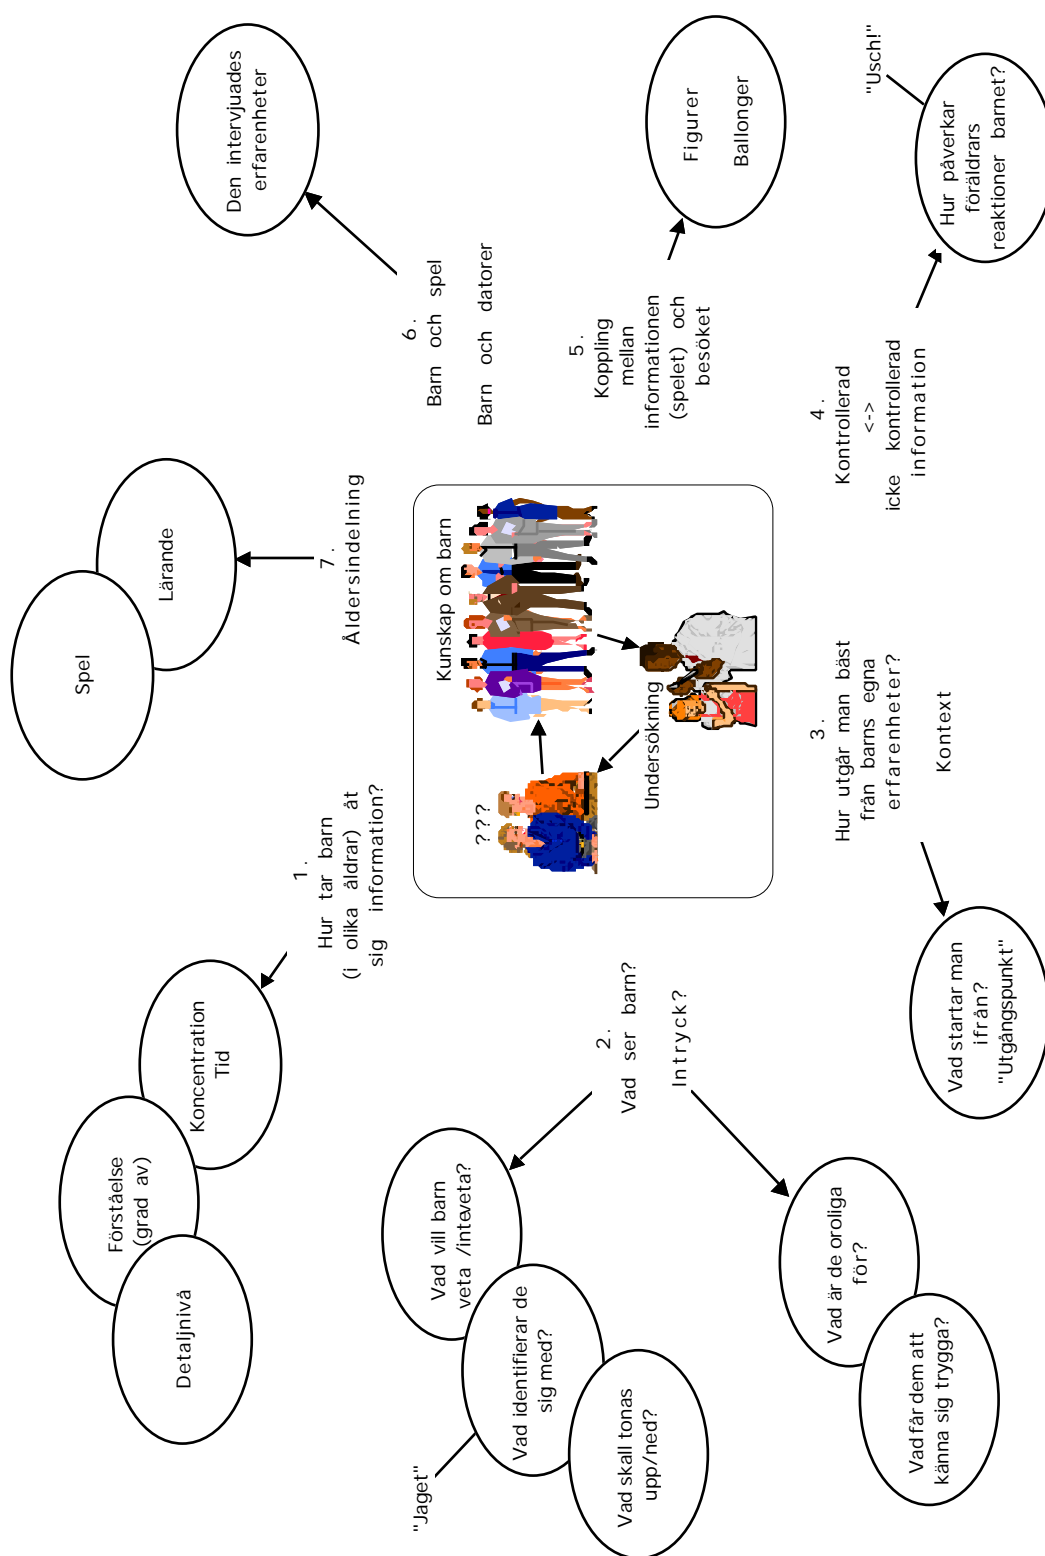 Detaljnivå
Förståelse
(grad av)
Koncentration
Tid
1.
Hur tar barn
(i olika åldrar) åt
sig information?
Spel
Lärande
7.
Åldersindelning
Den intervjuades
erfarenheter
6.
Barn och spel
Barn och datorer
"Jaget"
Vad vill barn
veta /inteveta?
Vad identifierar de
sig med?
Vad skall tonas
upp/ned?
2.
Vad ser barn?
Intryck?
Vad är de oroliga
för?
Vad får dem att
känna sig trygga?
???
Kunskap om barn
Undersökning
5.
Koppling
mellan
informationen
(spelet) och
besöket
Figurer
Ballonger
3.
Hur utgår man bäst
från barns egna
erfarenheter?
Kontext
Vad startar man
ifrån?
"Utgångspunkt"
4.
Kontrollerad
<->
icke kontrollerad
information
"Usch!"
Hur påverkar
föräldrars
reaktioner barnet?